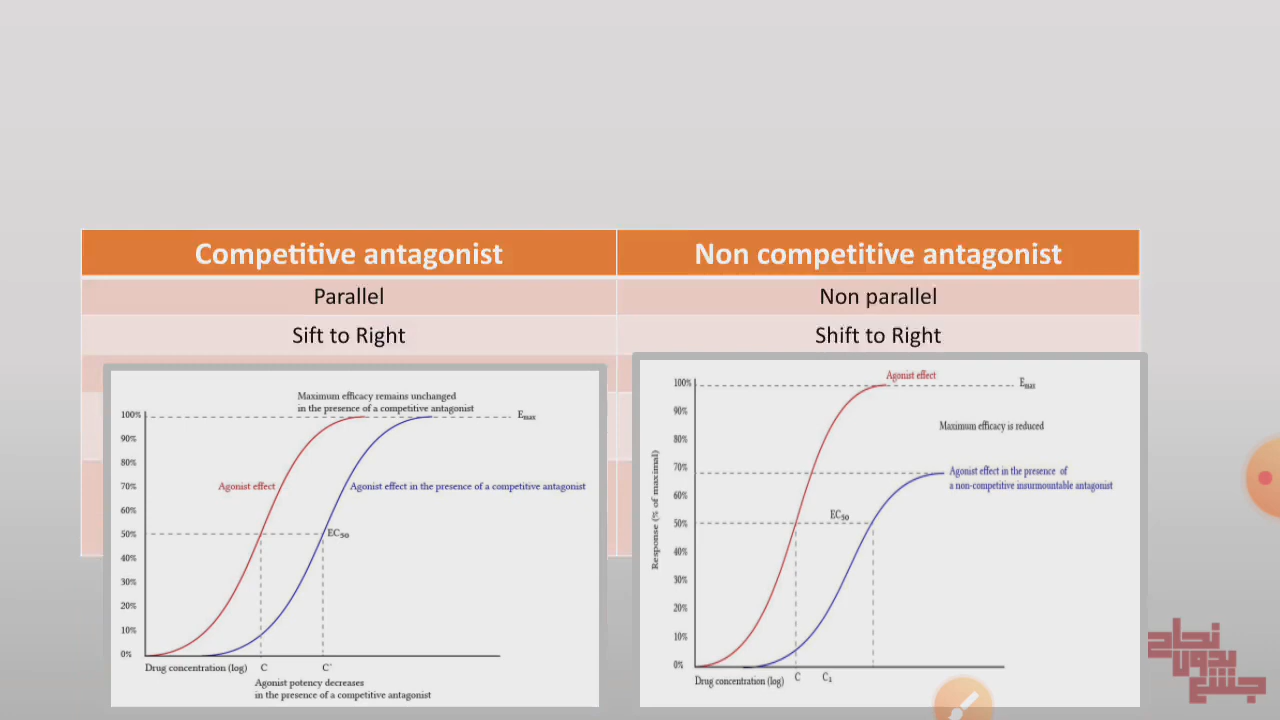 Competitive antagonist
Non competitive antagonist
Parallel
Non parallel
Sift to Right
Shift to Right
Maximum efficacy remains unchanged
in the presence of a competitive antagonist
100%
Emax
90%
80%
70%
Agonist effect
Agonist effect in the presence of a competitive antagonist
60%
50%
EC50
40%
30%
20%
10%
0%
Drug concentration (log)
C
C'
Agonist potency decreases
in the presence of a competitive antagonist
Agonist effect
100%
Emax
90%
Maximum efficacy is reduced
80%
70%
Agonist effect in the presence of
a non-competitive insurmountable antagonist
60%
EC50
50%
Response (% of maximal)
40%
30%
20%
10%
0%
Drug concentration (log)
C
نجاح
بدون